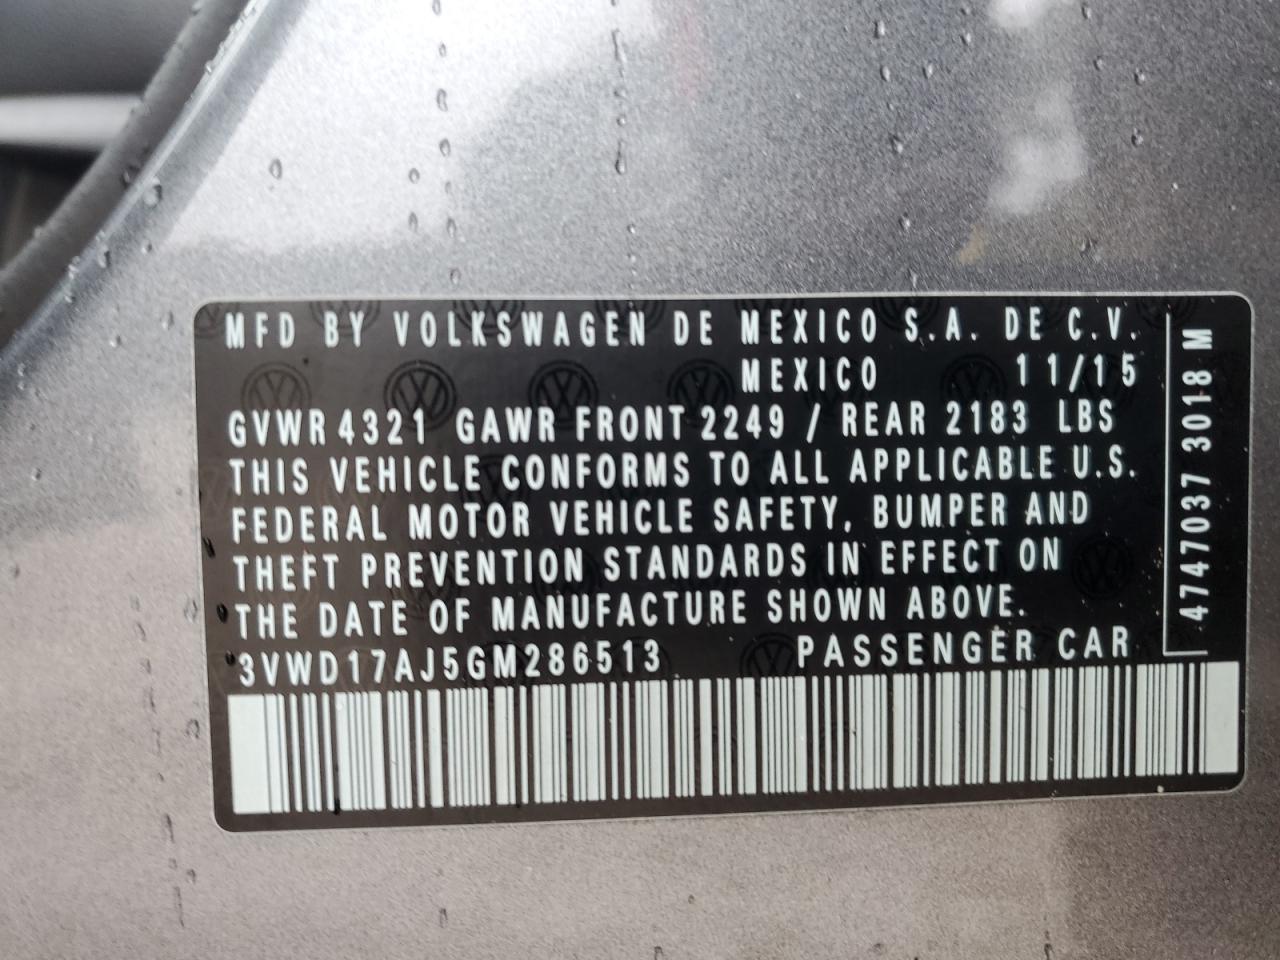 MFD BY VOLKSWAGEN DE MEXICO S.A. DE C.V.
MEXICO 11/15
GVWR 4321 GAWR FRONT 2249 / REAR 2183 LBS
THIS VEHICLE CONFORMS TO ALL APPLICABLE U.S.
FEDERAL MOTOR VEHICLE SAFETY, BUMPER AND
THEFT PREVENTION STANDARDS IN EFFECT ON
THE DATE OF MANUFACTURE SHOWN ABOVE.
3VWD17AJ5GM286513 PASSENGER CAR
4747037 3018 M